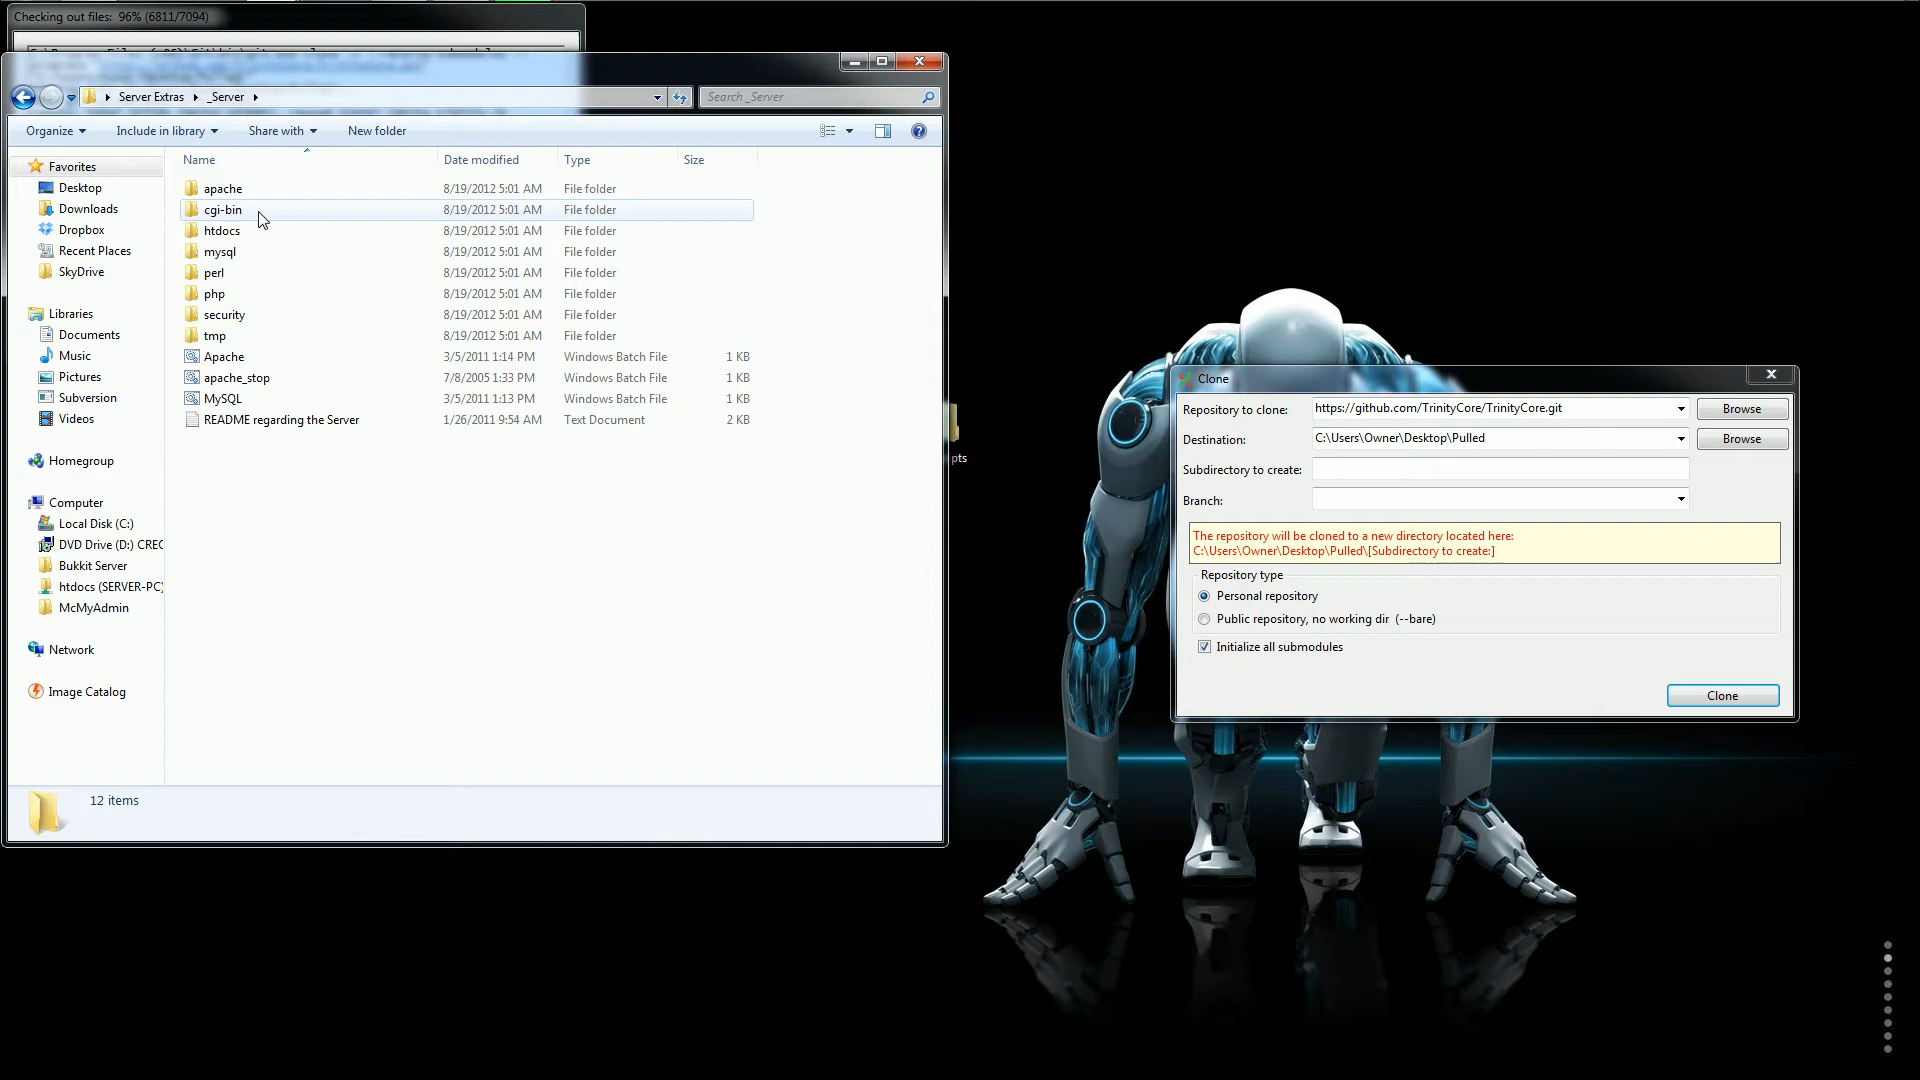 Checking out files: 96% (6811/7094)
Server Extras
_Server
Search _Server
Organize
Include in library
Share with
New folder
Name
Date modified
Type
Size
Favorites
Desktop
Downloads
Dropbox
Recent Places
SkyDrive
Libraries
Documents
Music
Pictures
Subversion
Videos
Homegroup
Computer
Local Disk (C:)
DVD Drive (D:) CREC
Bukkit Server
htdocs (SERVER-PC)
McMyAdmin
Network
Image Catalog
apache 8/19/2012 5:01 AM File folder
cgi-bin 8/19/2012 5:01 AM File folder
htdocs 8/19/2012 5:01 AM File folder
mysql 8/19/2012 5:01 AM File folder
perl 8/19/2012 5:01 AM File folder
php 8/19/2012 5:01 AM File folder
security 8/19/2012 5:01 AM File folder
tmp 8/19/2012 5:01 AM File folder
Apache 3/5/2011 1:14 PM Windows Batch File 1 KB
apache_stop 7/8/2005 1:33 PM Windows Batch File 1 KB
MySQL 3/5/2011 1:13 PM Windows Batch File 1 KB
README regarding the Server 1/26/2011 9:54 AM Text Document 2 KB
12 items
pts
Clone
Repository to clone: https://github.com/TrinityCore/TrinityCore.git Browse
Destination: C:\Users\Owner\Desktop\Pulled Browse
Subdirectory to create:
Branch:
The repository will be cloned to a new directory located here:
C:\Users\Owner\Desktop\Pulled\[Subdirectory to create:]
Repository type
Personal repository
Public repository, no working dir (--bare)
Initialize all submodules
Clone